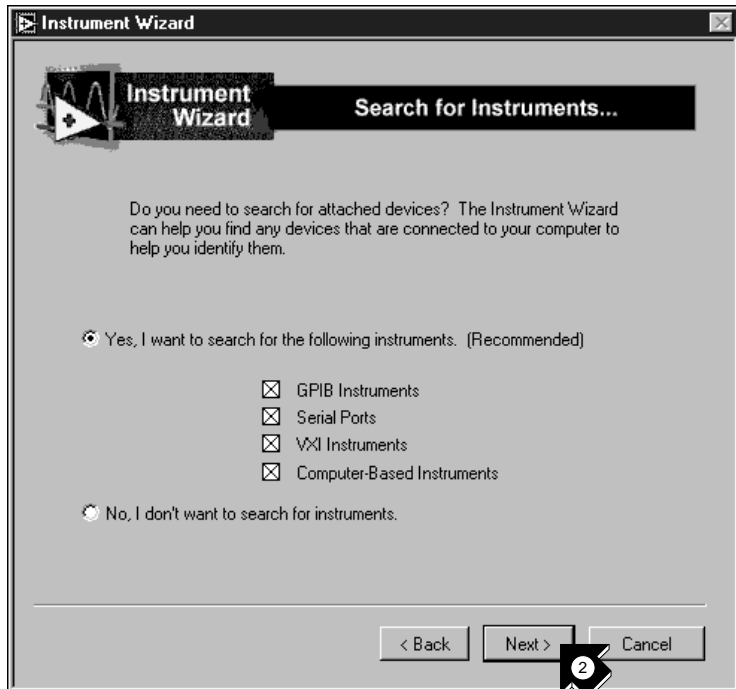 Instrument Wizard
Instrument
Wizard
Search for Instruments...
Do you need to search for attached devices? The Instrument Wizard
can help you find any devices that are connected to your computer to
help you identify them.
Yes, I want to search for the following instruments. (Recommended)
GPIB Instruments
Serial Ports
VXI Instruments
Computer-Based Instruments
No, I don't want to search for instruments.
< Back Next > Cancel
2